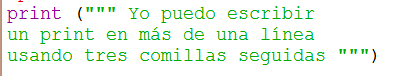 print (""" Yo puedo escribir
un print en más de una línea
usando tres comillas seguidas """)